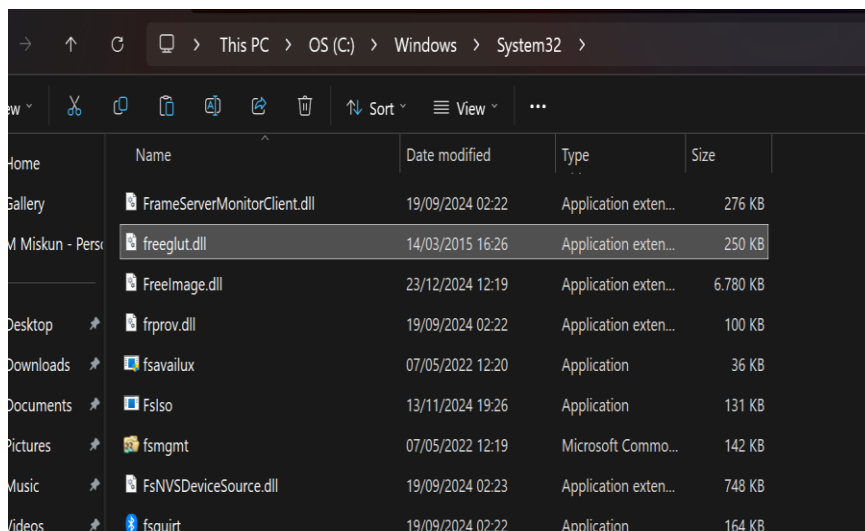 This PC > OS (C:) > Windows > System32 >
ew Sort View ...
Home
Gallery
M Miskun - Perso
Desktop
Downloads
Documents
Pictures
Music
Videos
Name Date modified Type Size
FrameServerMonitorClient.dll 19/09/2024 02:22 Application exten... 276 KB
freeglut.dll 14/03/2015 16:26 Application exten... 250 KB
FreeImage.dll 23/12/2024 12:19 Application exten... 6.780 KB
frprov.dll 19/09/2024 02:22 Application exten... 100 KB
fsavailux 07/05/2022 12:20 Application 36 KB
FsIso 13/11/2024 19:26 Application 131 KB
fsmgmt 07/05/2022 12:19 Microsoft Commo... 142 KB
FsNVSDeviceSource.dll 19/09/2024 02:23 Application exten... 748 KB
fsquirt 19/09/2024 02:22 Application 164 KB